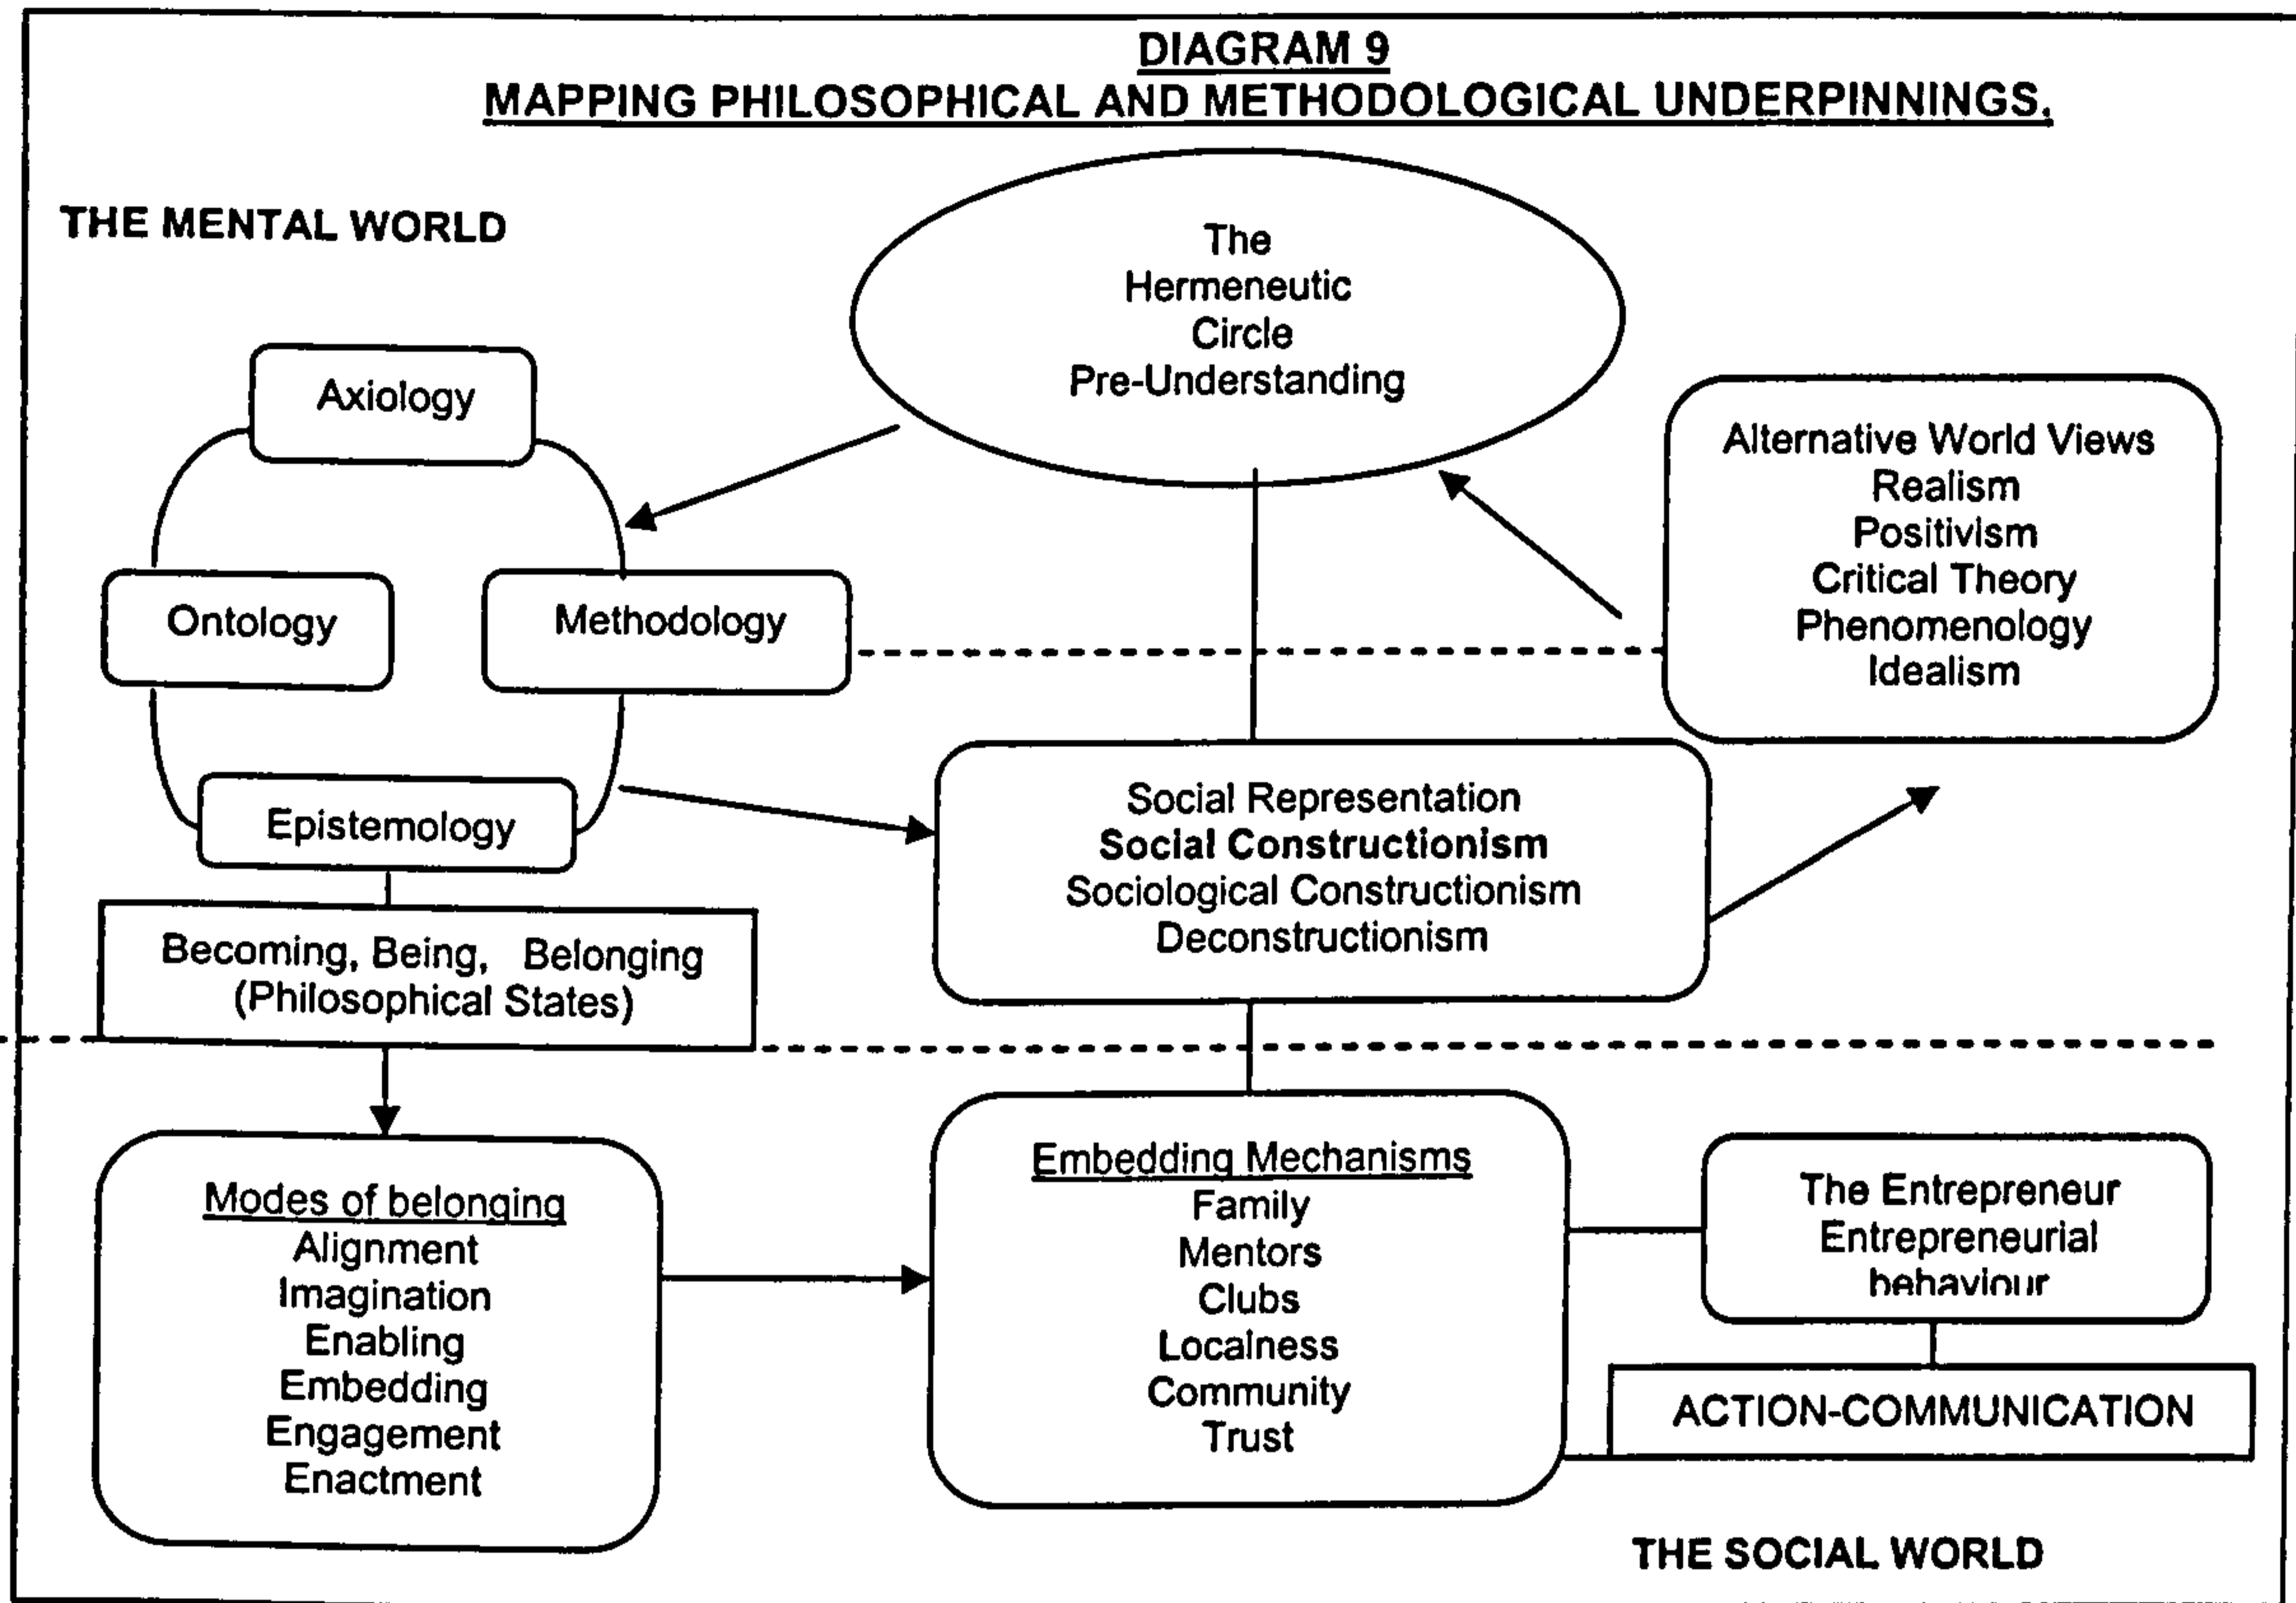 DIAGRAM 9
MAPPING PHILOSOPHICAL AND METHODOLOGICAL UNDERPINNINGS.
THE MENTAL WORLD
The
Hermeneutic
Circle
Pre-Understanding
Axiology
Ontology
Methodology
Epistemology
Alternative World Views
Realism
Positivism
Critical Theory
Phenomenology
Idealism
Social Representation
Social Constructionism
Sociological Constructionism
Deconstructionism
Becoming, Being, Belonging
(Philosophical States)
Modes of belonging
Alignment
Imagination
Enabling
Embedding
Engagement
Enactment
Embedding Mechanisms
Family
Mentors
Clubs
Localness
Community
Trust
The Entrepreneur
Entrepreneurial
behaviour
ACTION-COMMUNICATION
THE SOCIAL WORLD